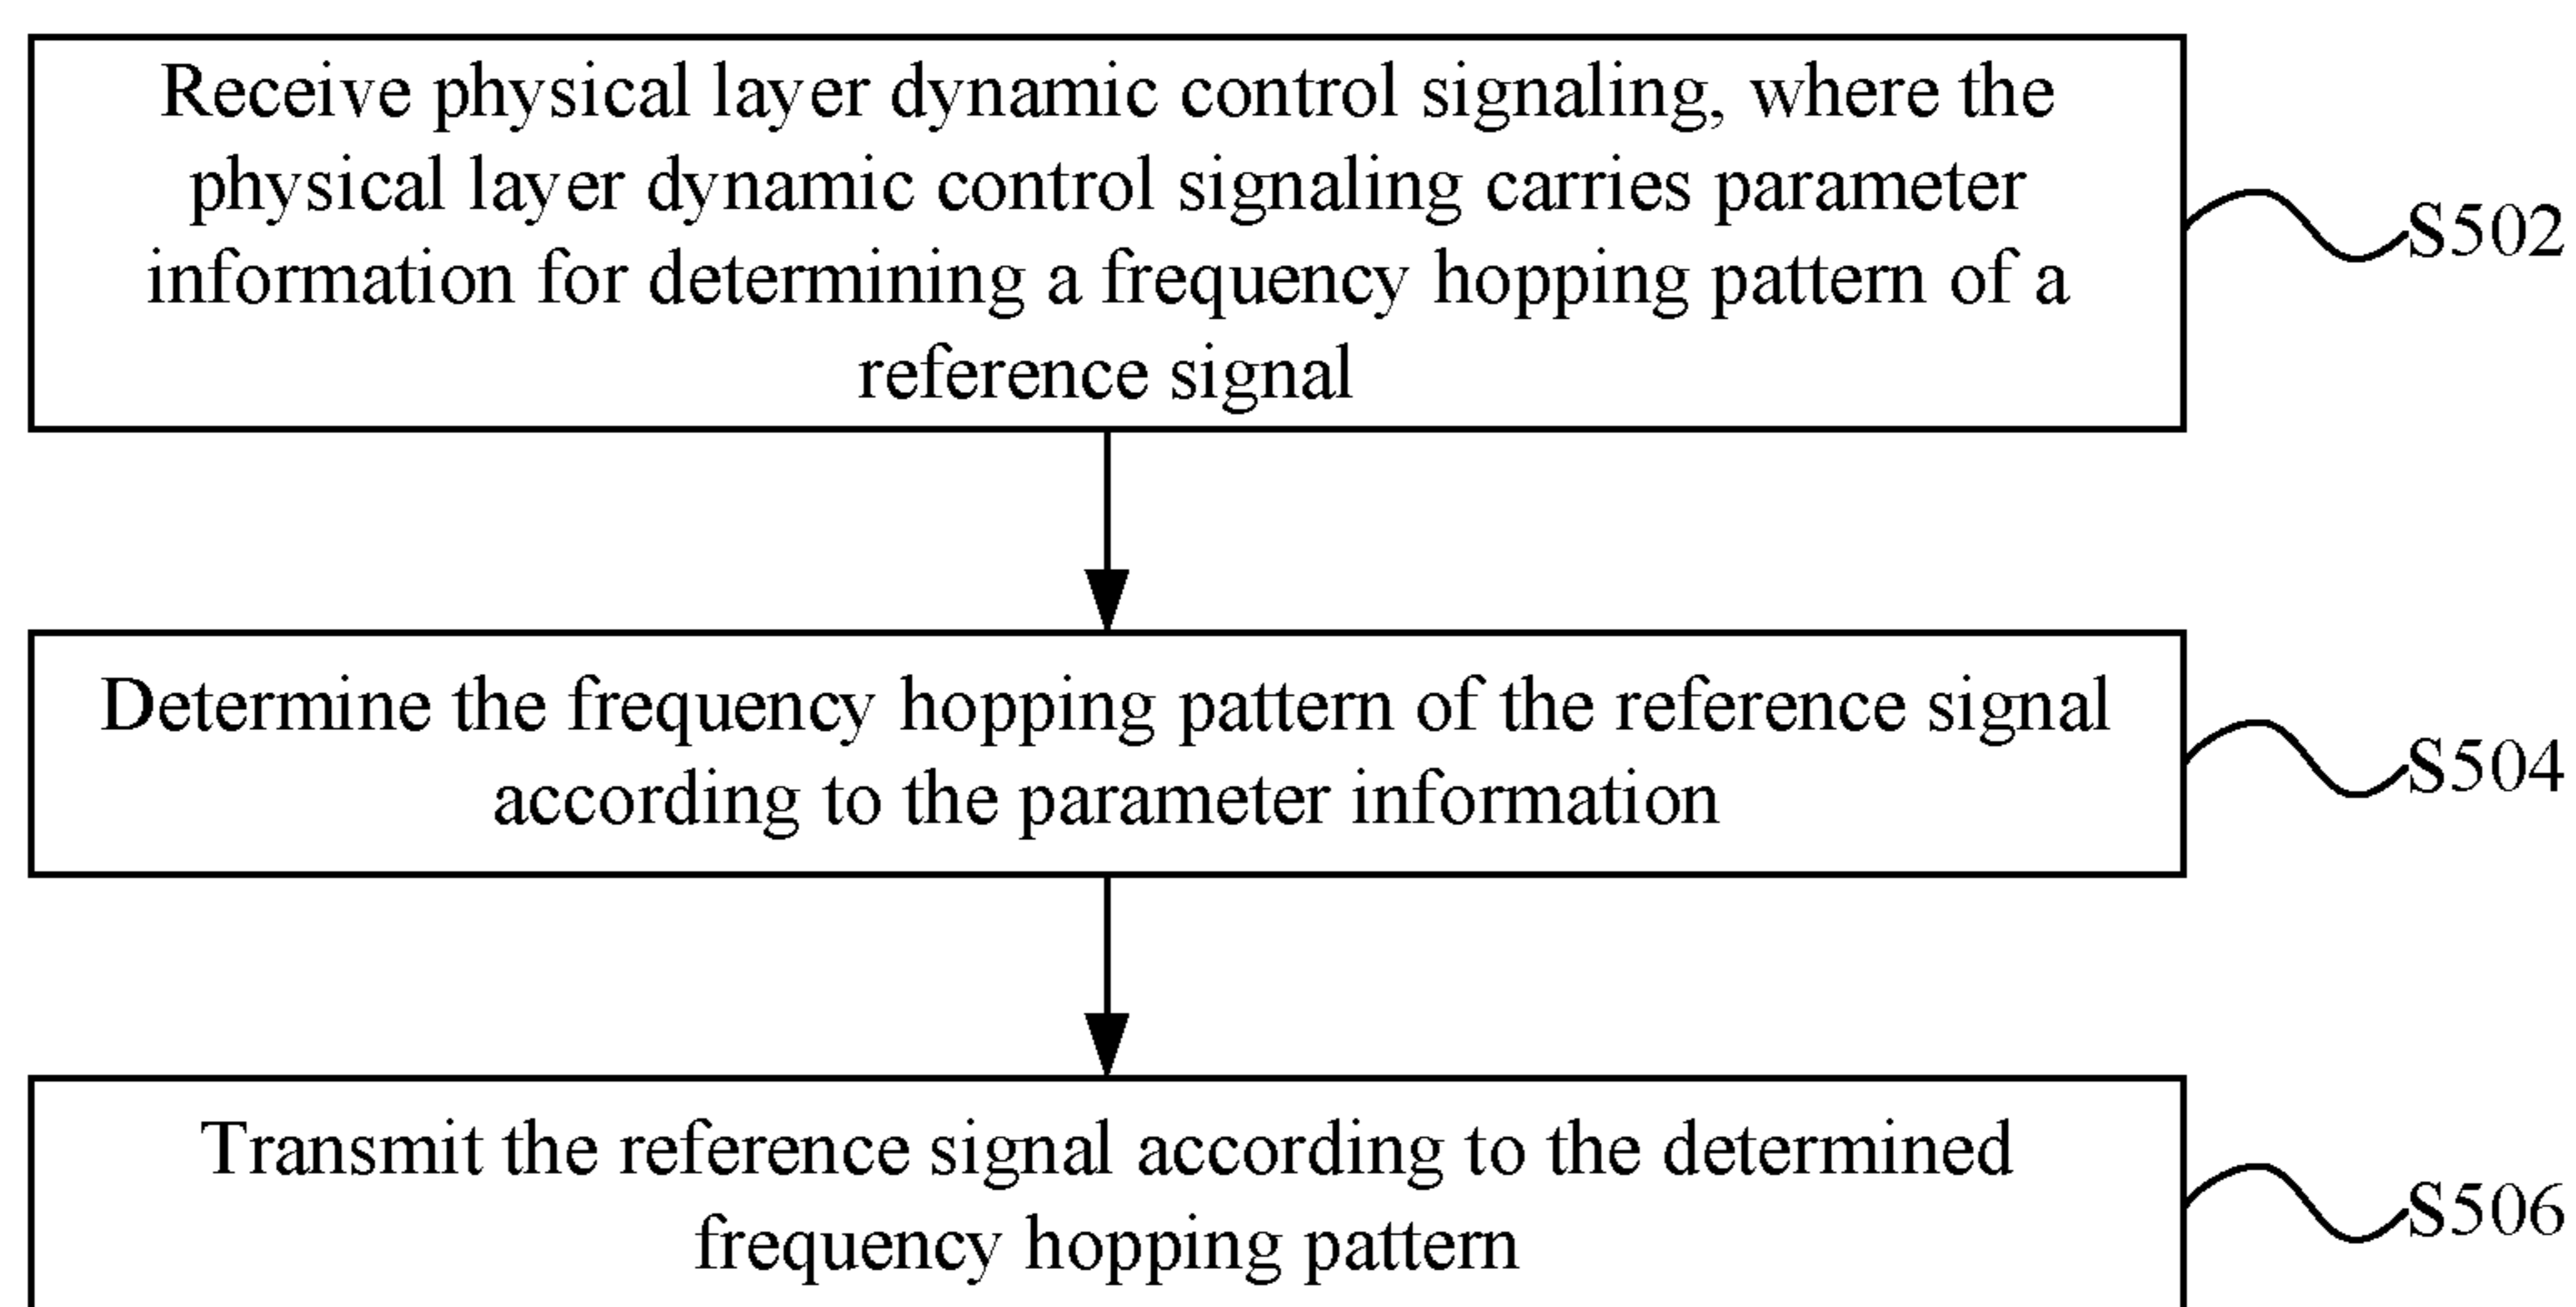 Receive physical layer dynamic control signaling, where the
physical layer dynamic control signaling carries parameter
information for determining a frequency hopping pattern of a
reference signal
S502
Determine the frequency hopping pattern of the reference signal
according to the parameter information
S504
Transmit the reference signal according to the determined
frequency hopping pattern
S506